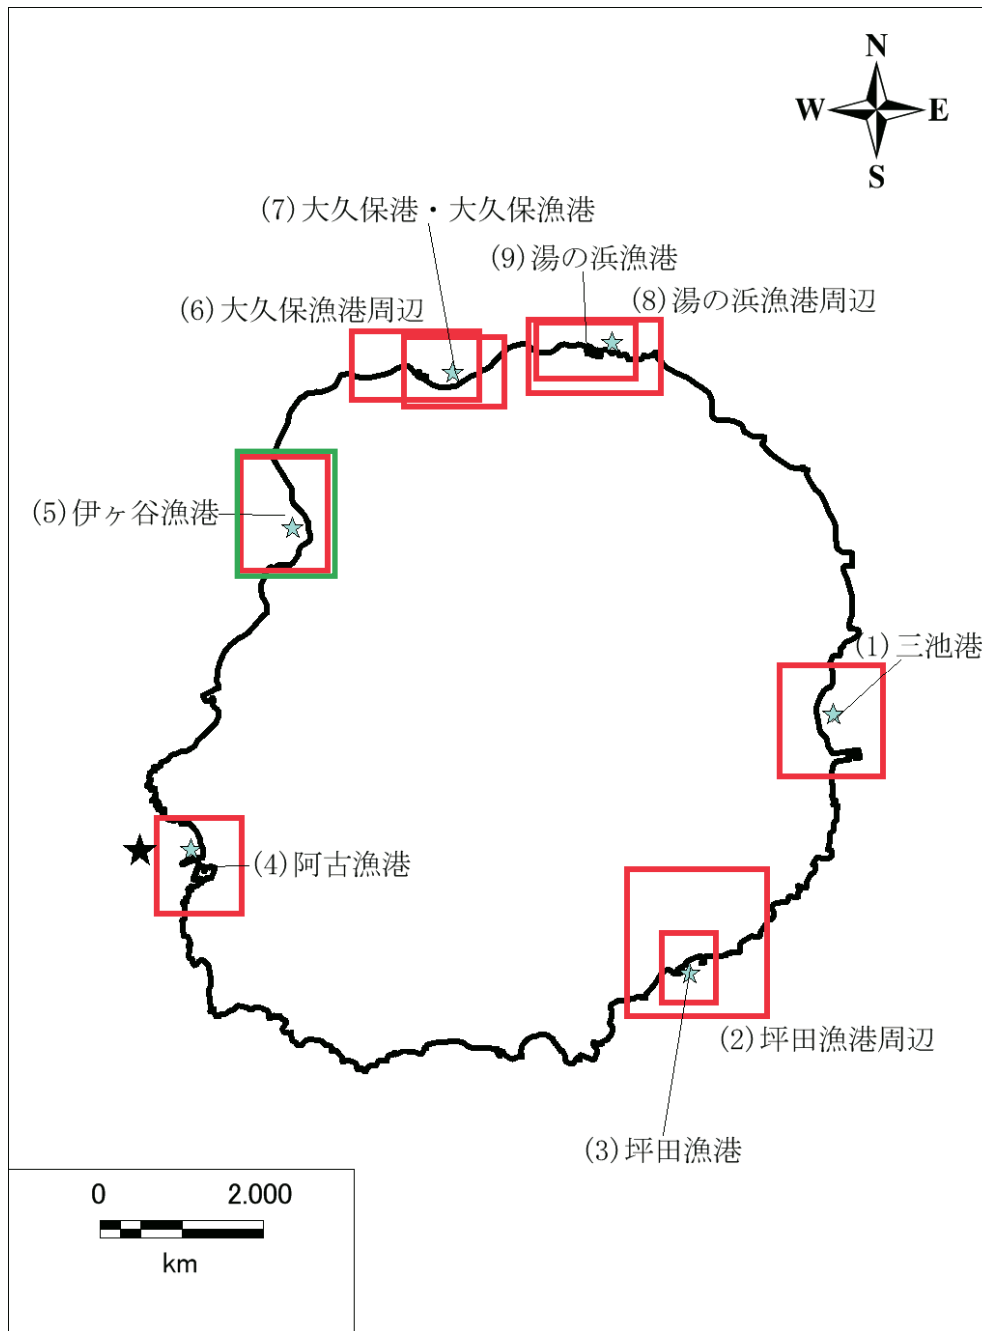 N
W E
S
(7)大久保港・大久保漁港
(9)湯の浜漁港
(8)湯の浜漁港周辺
(6)大久保漁港周辺
(5)伊ヶ谷漁港
(1)三池港
(4)阿古漁港
(2)坪田漁港周辺
(3)坪田漁港
0 2.000
km